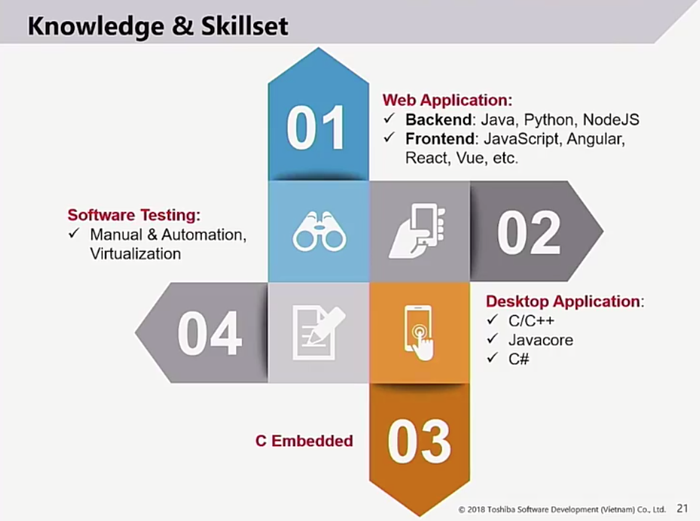 Knowledge & Skillset
01
Web Application:
✓ Backend: Java, Python, NodeJS
✓ Frontend: JavaScript, Angular,
React, Vue, etc.
02
Desktop Application:
✓ C/C++
✓ Javacore
✓ C#
03
C Embedded
04
Software Testing:
✓ Manual & Automation,
Virtualization
© 2018 Toshiba Software Development (Vietnam) Co., Ltd. 21